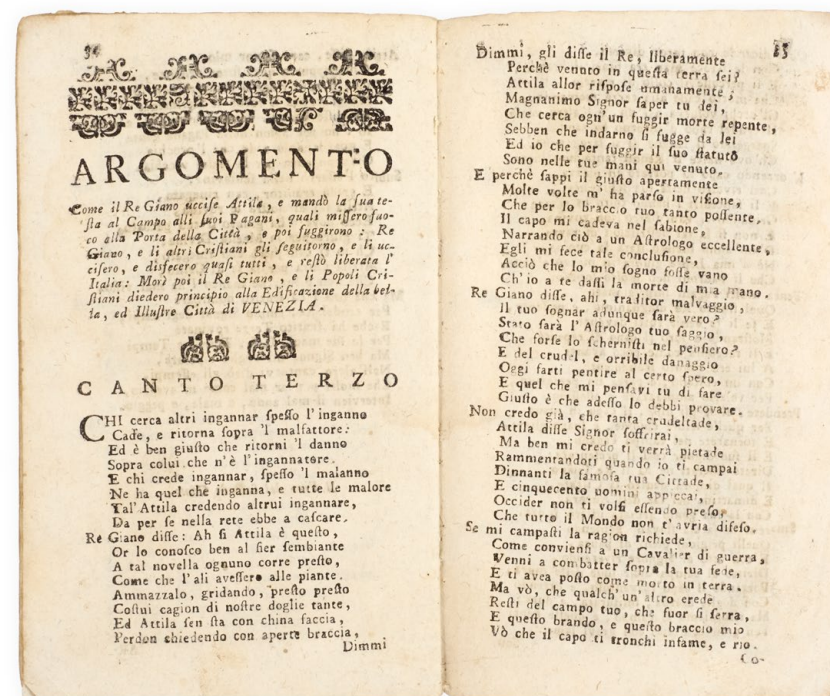 34
ARGOMENTO
Come il Re Giano uccise Attila, e mandò la sua te-
sta al Campo alli suoi Pagani, quali missero fuo-
co alla Porta della Città, e poi fuggirono: Re
Giano, e li altri Cristiani gli seguitorno, e li uc-
cisero, e disfecero quasi tutti, e restò liberata l'
Italia: Morì poi il Re Giano, e li Popoli Cri-
stiani diedero principio alla Edificazione della bel-
la, ed Illustre Città di VENEZIA.
CANTO TERZO
CHI cerca altri ingannar spesso l'inganno
Cade, e ritorna sopra 'l malfattore:
Ed è ben giusto che ritorni 'l danno
Sopra colui che n'è l'ingannatore.
E chi crede ingannar, spesso 'l malanno
Ne ha quel che inganna, e tutte le malore
Tal' Attila credendo altrui ingannare,
Da per se nella rete ebbe a cascare.
Re Giano disse: Ah si Attila è questo,
Or lo conosco ben al fier sembiante
A tal novella ognuno corre presto,
Come che l'ali avessero alle piante.
Ammazzalo, gridando, presto presto
Costui cagion di nostre doglie tante,
Ed Attila sen sta con china faccia,
Perdon chiedendo con aperte braccia,
Dimmi
35
Dimmi, gli disse il Re, liberamente
Perchè venuto in questa terra sei?
Attila allor rispose umanamente;
Magnanimo Signor saper tu dei,
Che cerca ogn'un fuggir morte repente,
Sebben che indarno si fugge da lei
Ed io che per fuggir il suo statuto
Sono nelle tue mani qui venuto.
E perchè sappi il giusto apertamente
Molte volte m' ha parso in visione,
Che per lo braccio tuo tanto possente,
Il capo mi cadeva nel sabione,
Narrando ciò a un Astrologo eccellente,
Egli mi fece tale conclusione,
Acciò che lo mio sogno fosse vano
Ch'io a te dassi la morte di mia mano.
Re Giano disse, ahi, traditor malvaggio,
Il tuo sognar adunque sarà vero?
Stato sarà l'Astrologo tuo saggio,
Che forse lo schernisti nel pensiero?
E del crudel, e orribile danaggio
Oggi farti pentire al certo spero,
E quel che mi pensavi tu di fare
Giusto è che adesso lo debbi provare.
Non credo già, che tanta crudeltade,
Attila disse Signor soffrirai,
Ma ben mi credo ti verrà pietade
Rammentandoti quando io ti campai
Dinnanti la famosa tua Cittade,
E cinquecento uomini appiccai,
Occider non ti volsi essendo preso,
Che tutto il Mondo non t'avria difeso.
Se mi campasti la ragion richiede,
Come conviensi a un Cavalier di guerra,
Venni a combatter sopra la tua fede,
E ti avea posto come morto in terra.
Ma vò, che qualch' un'altro erede
Resti del campo tuo, che fuor si serra,
E questo brando, e questo braccio mio
Vò che il capo ti tronchi infame, e rio.
Co-